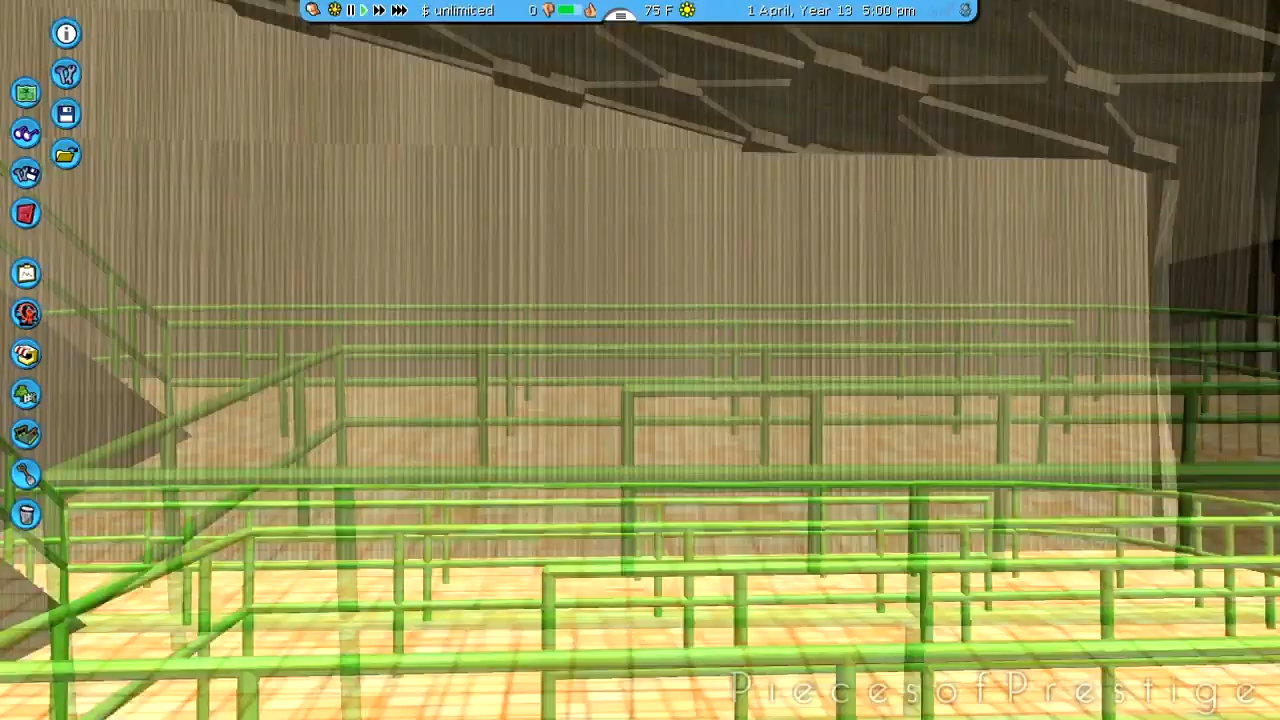 $ unlimited 0 75 F 1 April, Year 13 5:00 pm
PiecesofPrestige